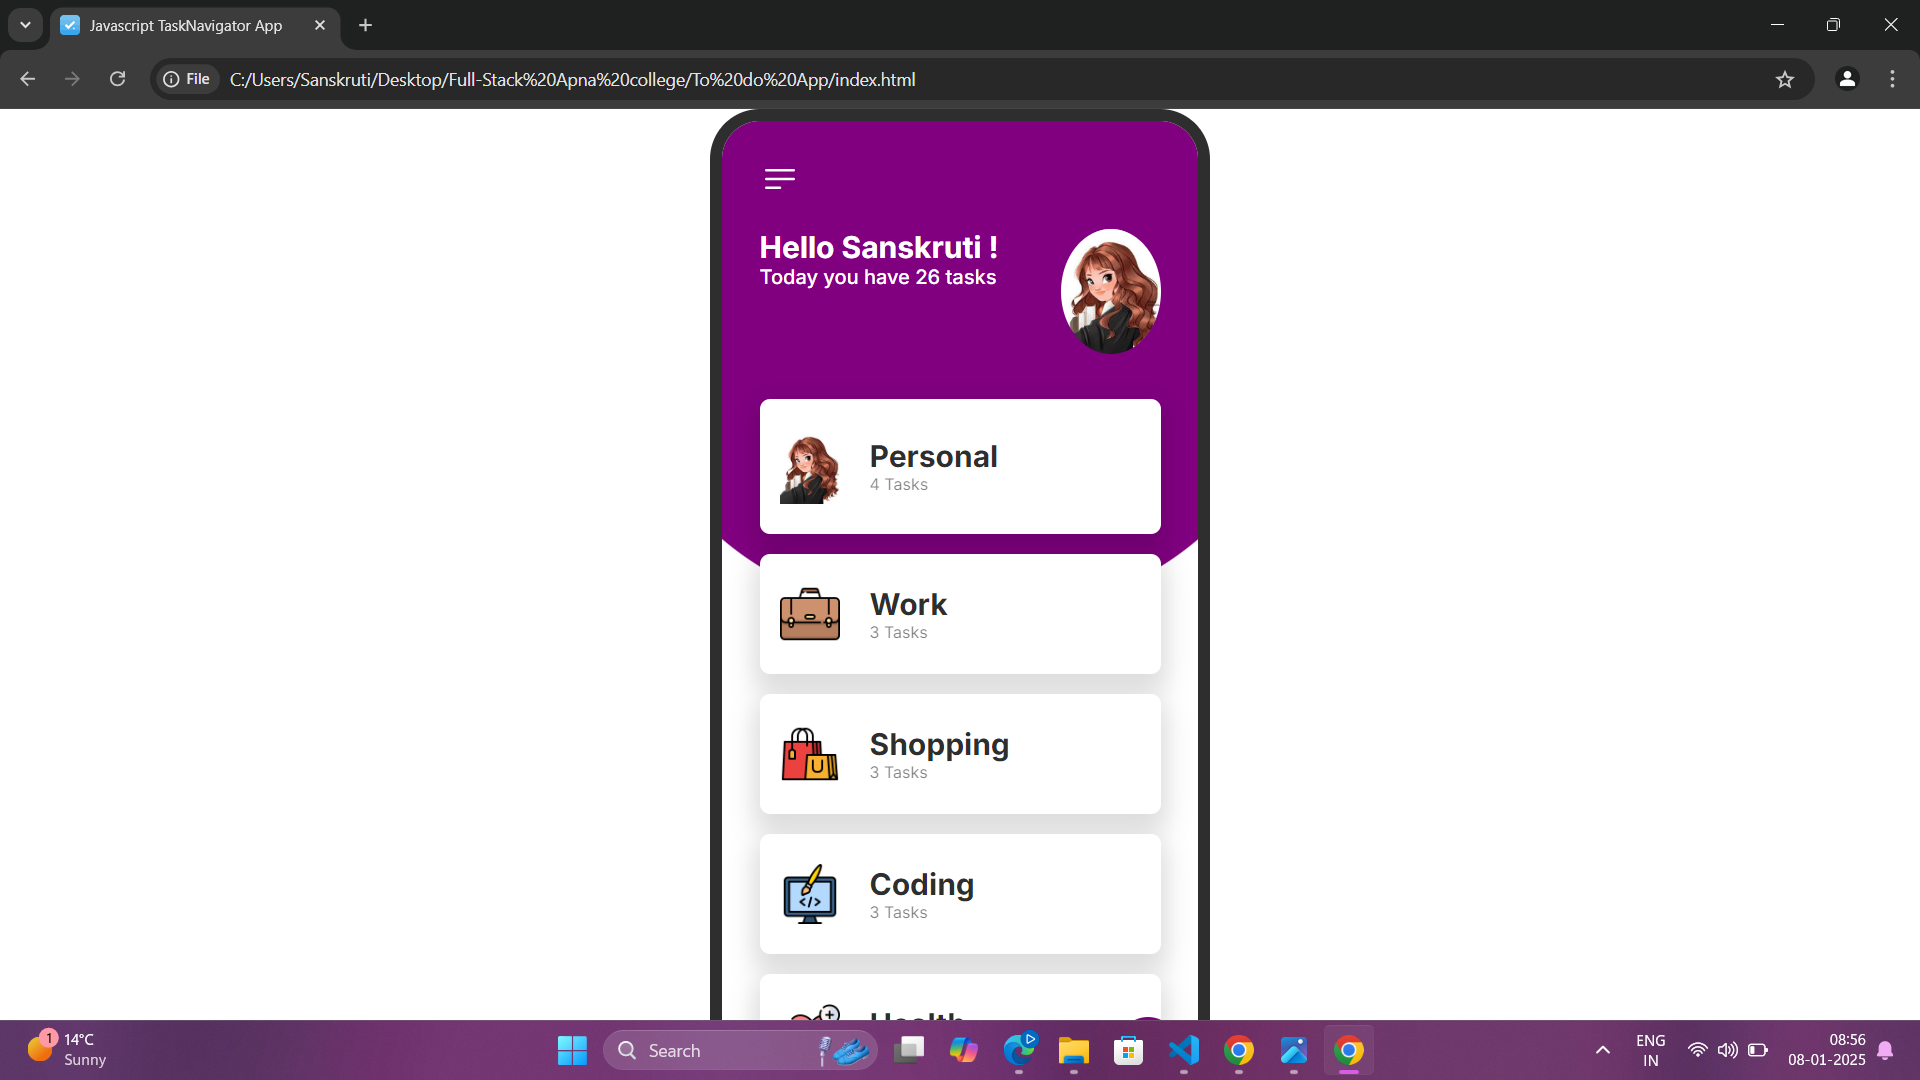 Javascript TaskNavigator App
File
C:/Users/Sanskruti/Desktop/Full-Stack%20Apna%20college/To%20do%20App/index.html
Hello Sanskruti !
Today you have 26 tasks
Personal
4 Tasks
Work
3 Tasks
Shopping
3 Tasks
Coding
3 Tasks
Health
1
14°C
Sunny
Search
ENG
IN
08:56
08-01-2025